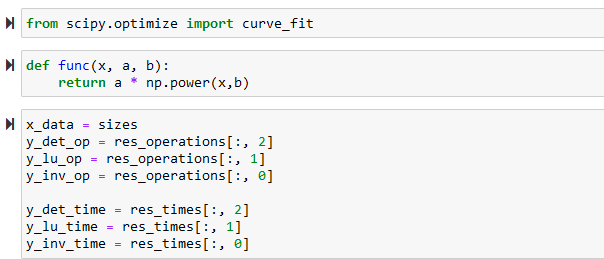 from scipy.optimize import curve_fit
def func(x, a, b):
    return a * np.power(x,b)
x_data = sizes
y_det_op = res_operations[:, 2]
y_lu_op = res_operations[:, 1]
y_inv_op = res_operations[:, 0]
y_det_time = res_times[:, 2]
y_lu_time = res_times[:, 1]
y_inv_time = res_times[:, 0]